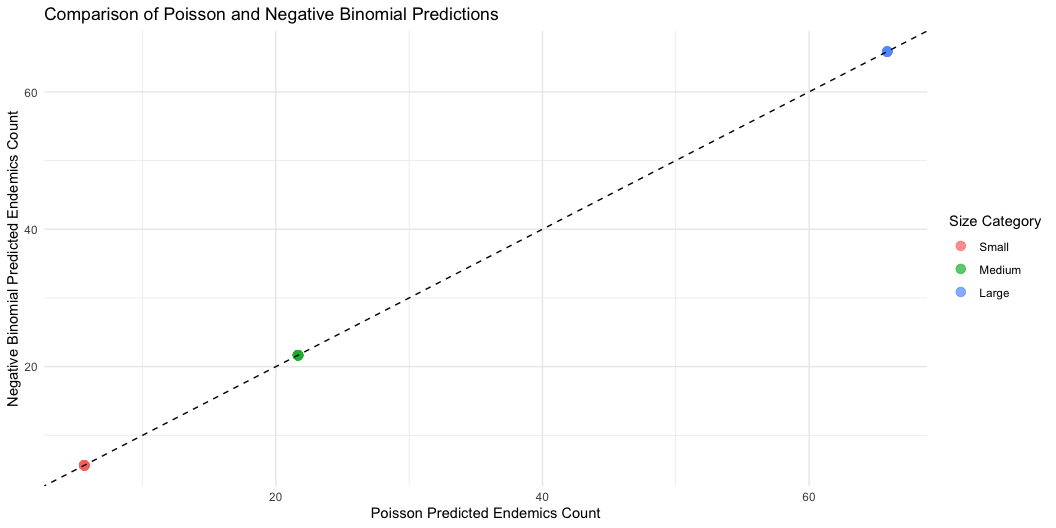 Comparison of Poisson and Negative Binomial Predictions
Negative Binomial Predicted Endemics Count
60
40
20
20
40
60
Poisson Predicted Endemics Count
Size Category
Small
Medium
Large